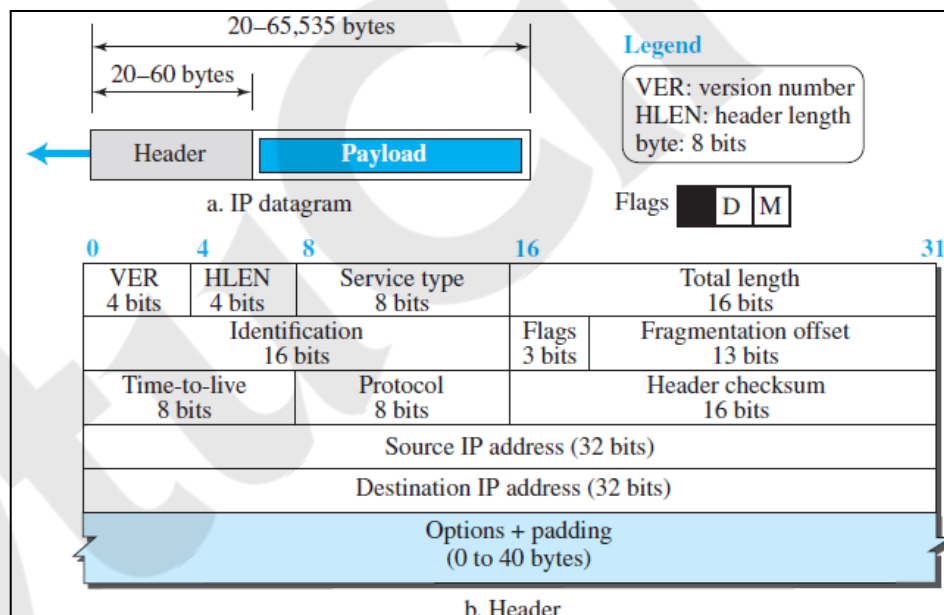 20–65,535 bytes
20–60 bytes
Header
Payload
a. IP datagram
Legend
VER: version number
HLEN: header length
byte: 8 bits
Flags D M
0 4 8 16 31
VER
4 bits
HLEN
4 bits
Service type
8 bits
Total length
16 bits
Identification
16 bits
Flags
3 bits
Fragmentation offset
13 bits
Time-to-live
8 bits
Protocol
8 bits
Header checksum
16 bits
Source IP address (32 bits)
Destination IP address (32 bits)
Options + padding
(0 to 40 bytes)
b. Header